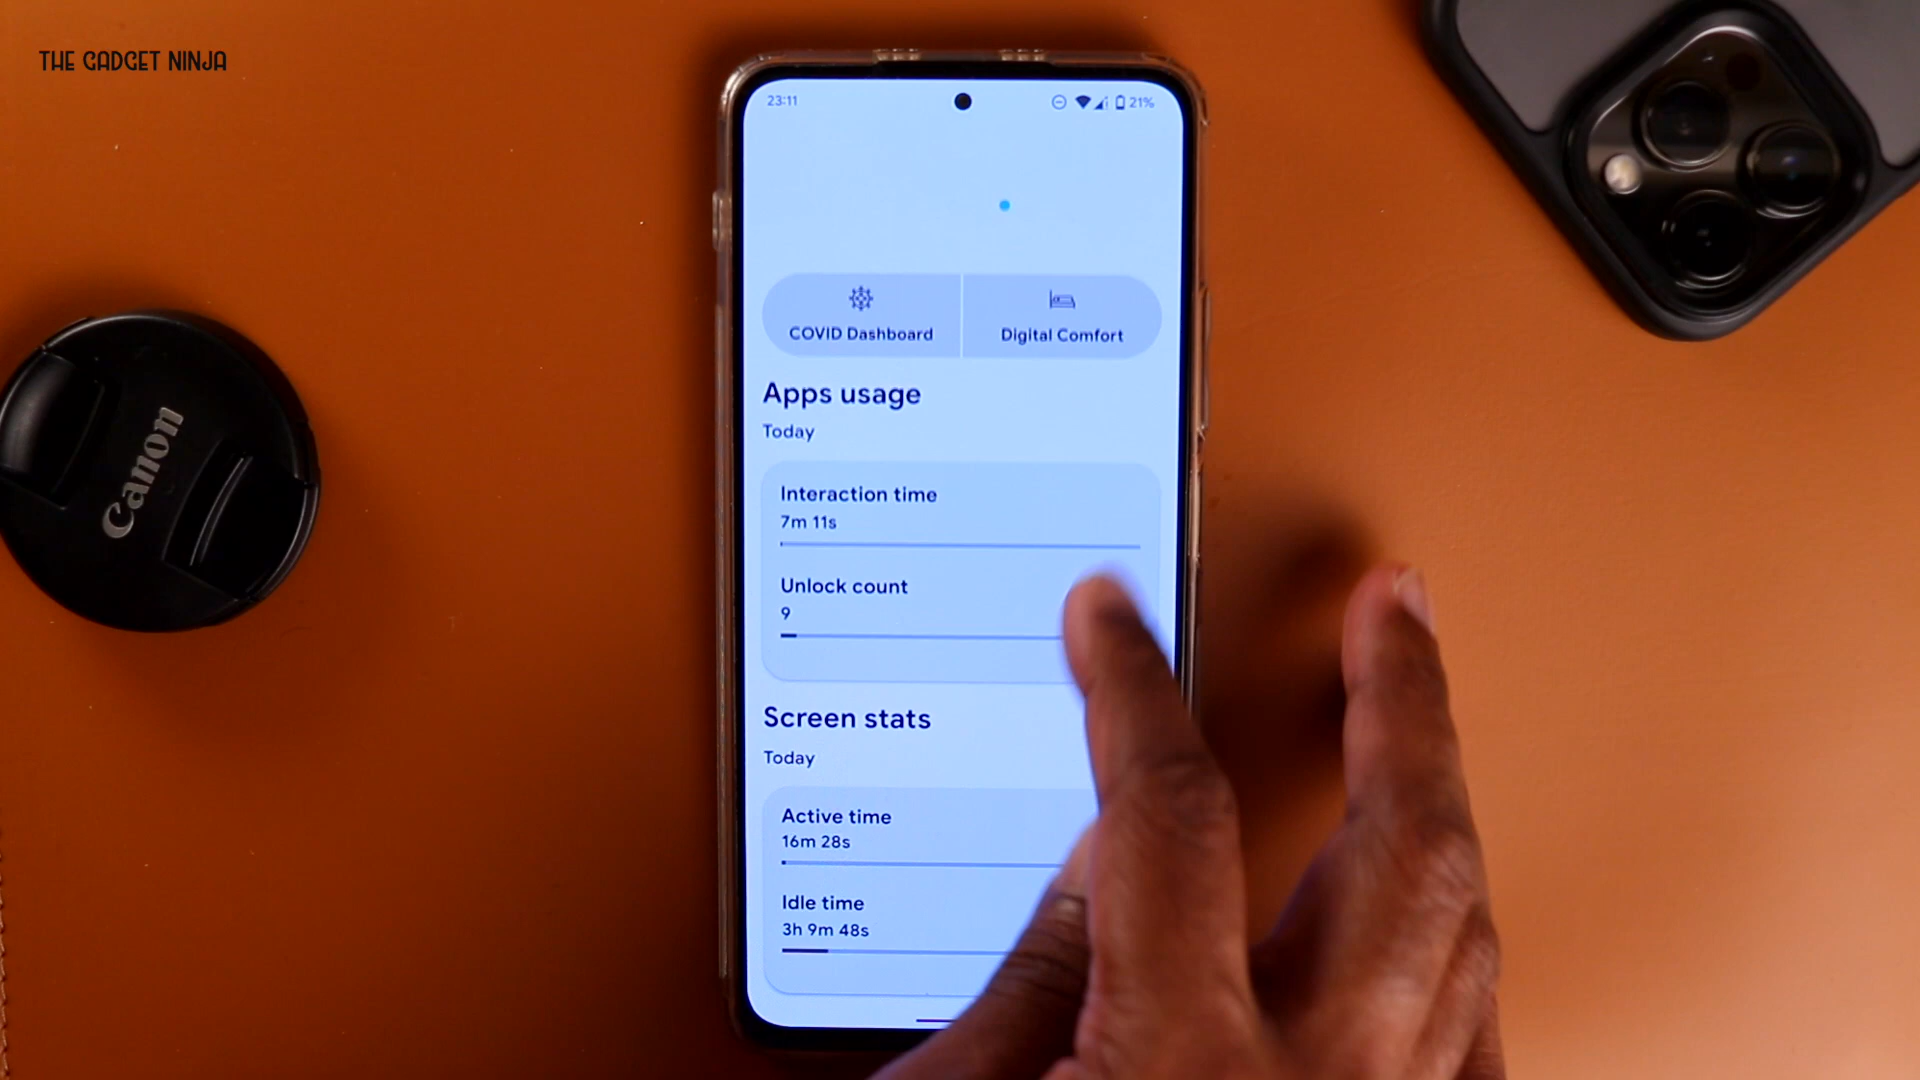 THE GADGET NINJA
23:11
21%
COVID Dashboard
Digital Comfort
Apps usage
Today
Interaction time
7m 11s
Unlock count
9
Screen stats
Today
Active time
16m 28s
Idle time
3h 9m 48s
Canon